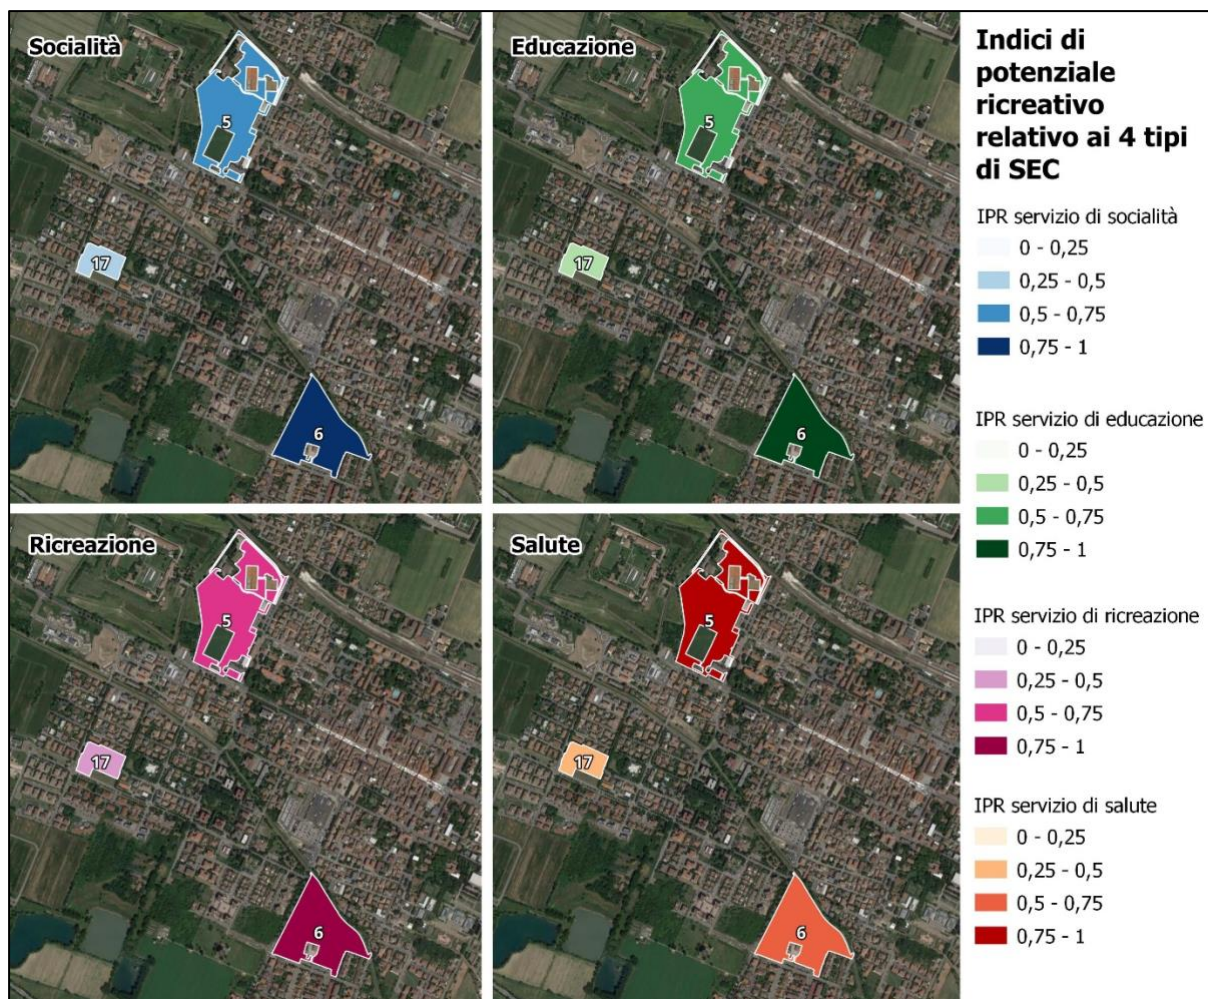 Socialità
5
17
6
Educazione
5
17
6
Ricreazione
5
17
6
Salute
5
17
6
Indici di
potenziale
ricreativo
relativo ai 4 tipi
di SEC
IPR servizio di socialità
0 - 0,25
0,25 - 0,5
0,5 - 0,75
0,75 - 1
IPR servizio di educazione
0 - 0,25
0,25 - 0,5
0,5 - 0,75
0,75 - 1
IPR servizio di ricreazione
0 - 0,25
0,25 - 0,5
0,5 - 0,75
0,75 - 1
IPR servizio di salute
0 - 0,25
0,25 - 0,5
0,5 - 0,75
0,75 - 1